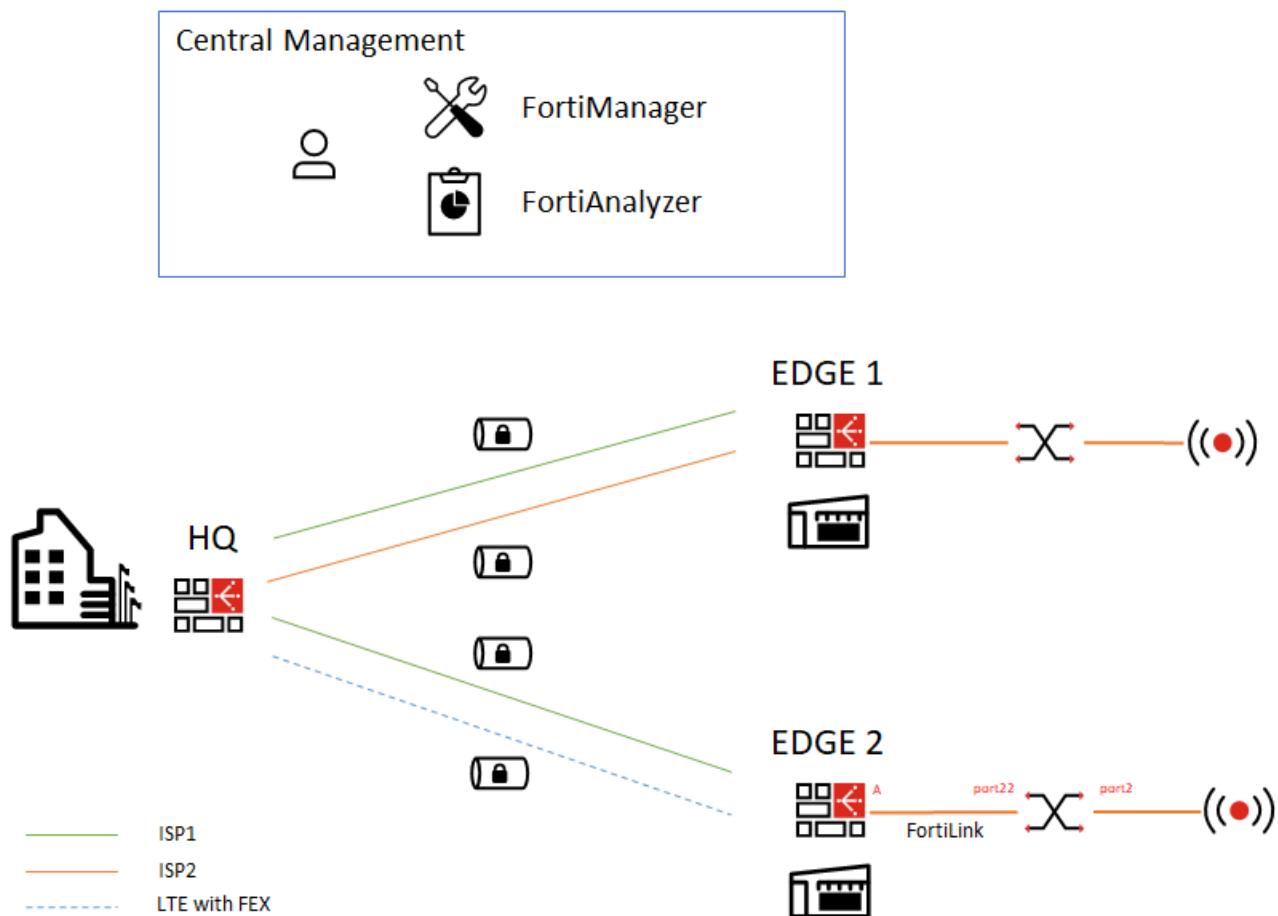 Central Management
FortiManager
FortiAnalyzer
EDGE 1
HQ
EDGE 2
A
port22
port2
FortiLink
ISP1
ISP2
LTE with FEX